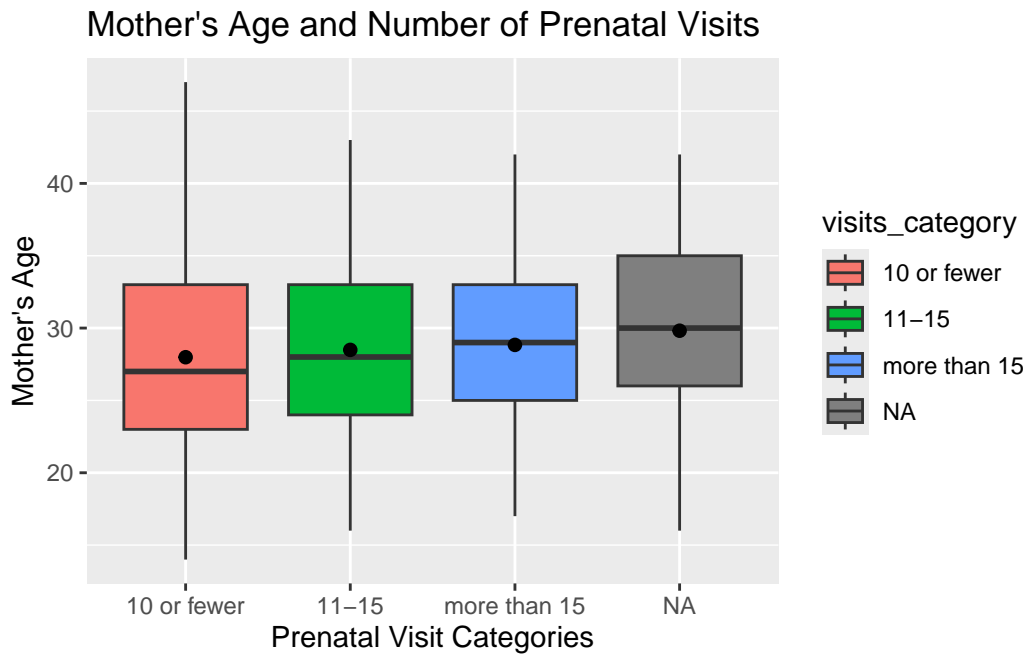 Mother's Age and Number of Prenatal Visits
Mother's Age
40
30
20
10 or fewer
11−15
more than 15
NA
Prenatal Visit Categories
visits_category
10 or fewer
11−15
more than 15
NA